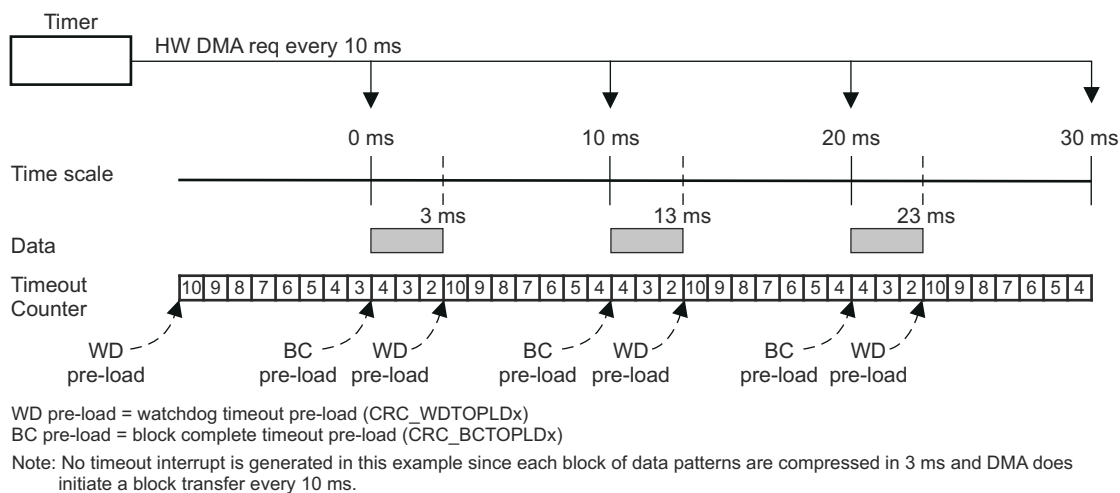 Timer
HW DMA req every 10 ms
0 ms 10 ms 20 ms 30 ms
Time scale
3 ms 13 ms 23 ms
Data
Timeout
Counter
10 9 8 7 6 5 4 3 4 3 2 10 9 8 7 6 5 4 4 3 2 10 9 8 7 6 5 4 4 3 2 10 9 8 7 6 5 4
WD
pre-load
BC
pre-load
WD
pre-load
BC
pre-load
WD
pre-load
BC
pre-load
WD
pre-load
WD pre-load = watchdog timeout pre-load (CRC_WDTOPLDx)
BC pre-load = block complete timeout pre-load (CRC_BCTOPLDx)
Note: No timeout interrupt is generated in this example since each block of data patterns are compressed in 3 ms and DMA does
initiate a block transfer every 10 ms.